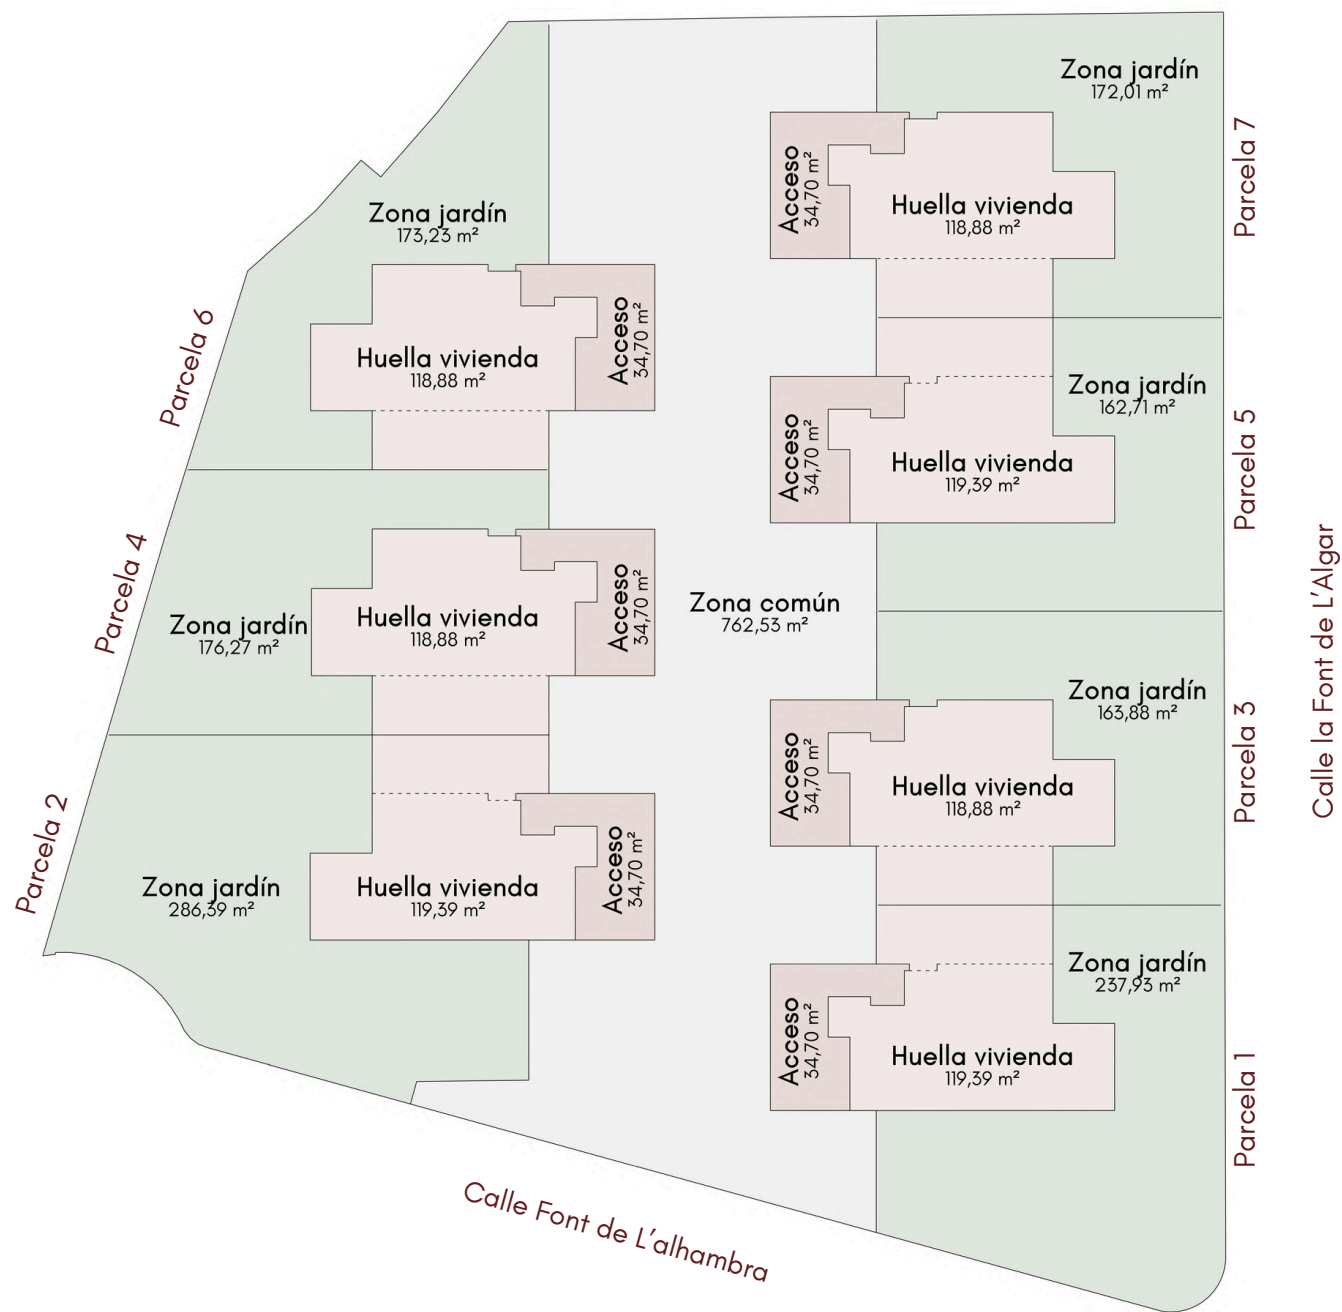 Zona jardín
172,01 m²
Parcela 7
Acceso
34,70 m²
Huella vivienda
118,88 m²
Zona jardín
173,23 m²
Parcela 6
Huella vivienda
118,88 m²
Acceso
34,70 m²
Zona jardín
162,71 m²
Parcela 5
Acceso
34,70 m²
Huella vivienda
119,39 m²
Parcela 4
Zona jardín
176,27 m²
Huella vivienda
118,88 m²
Acceso
34,70 m²
Zona común
762,53 m²
Calle la Font de L'Algar
Zona jardín
163,88 m²
Parcela 3
Acceso
34,70 m²
Huella vivienda
118,88 m²
Parcela 2
Zona jardín
286,39 m²
Huella vivienda
119,39 m²
Acceso
34,70 m²
Zona jardín
237,93 m²
Acceso
34,70 m²
Huella vivienda
119,39 m²
Parcela 1
Calle Font de L'alhambra